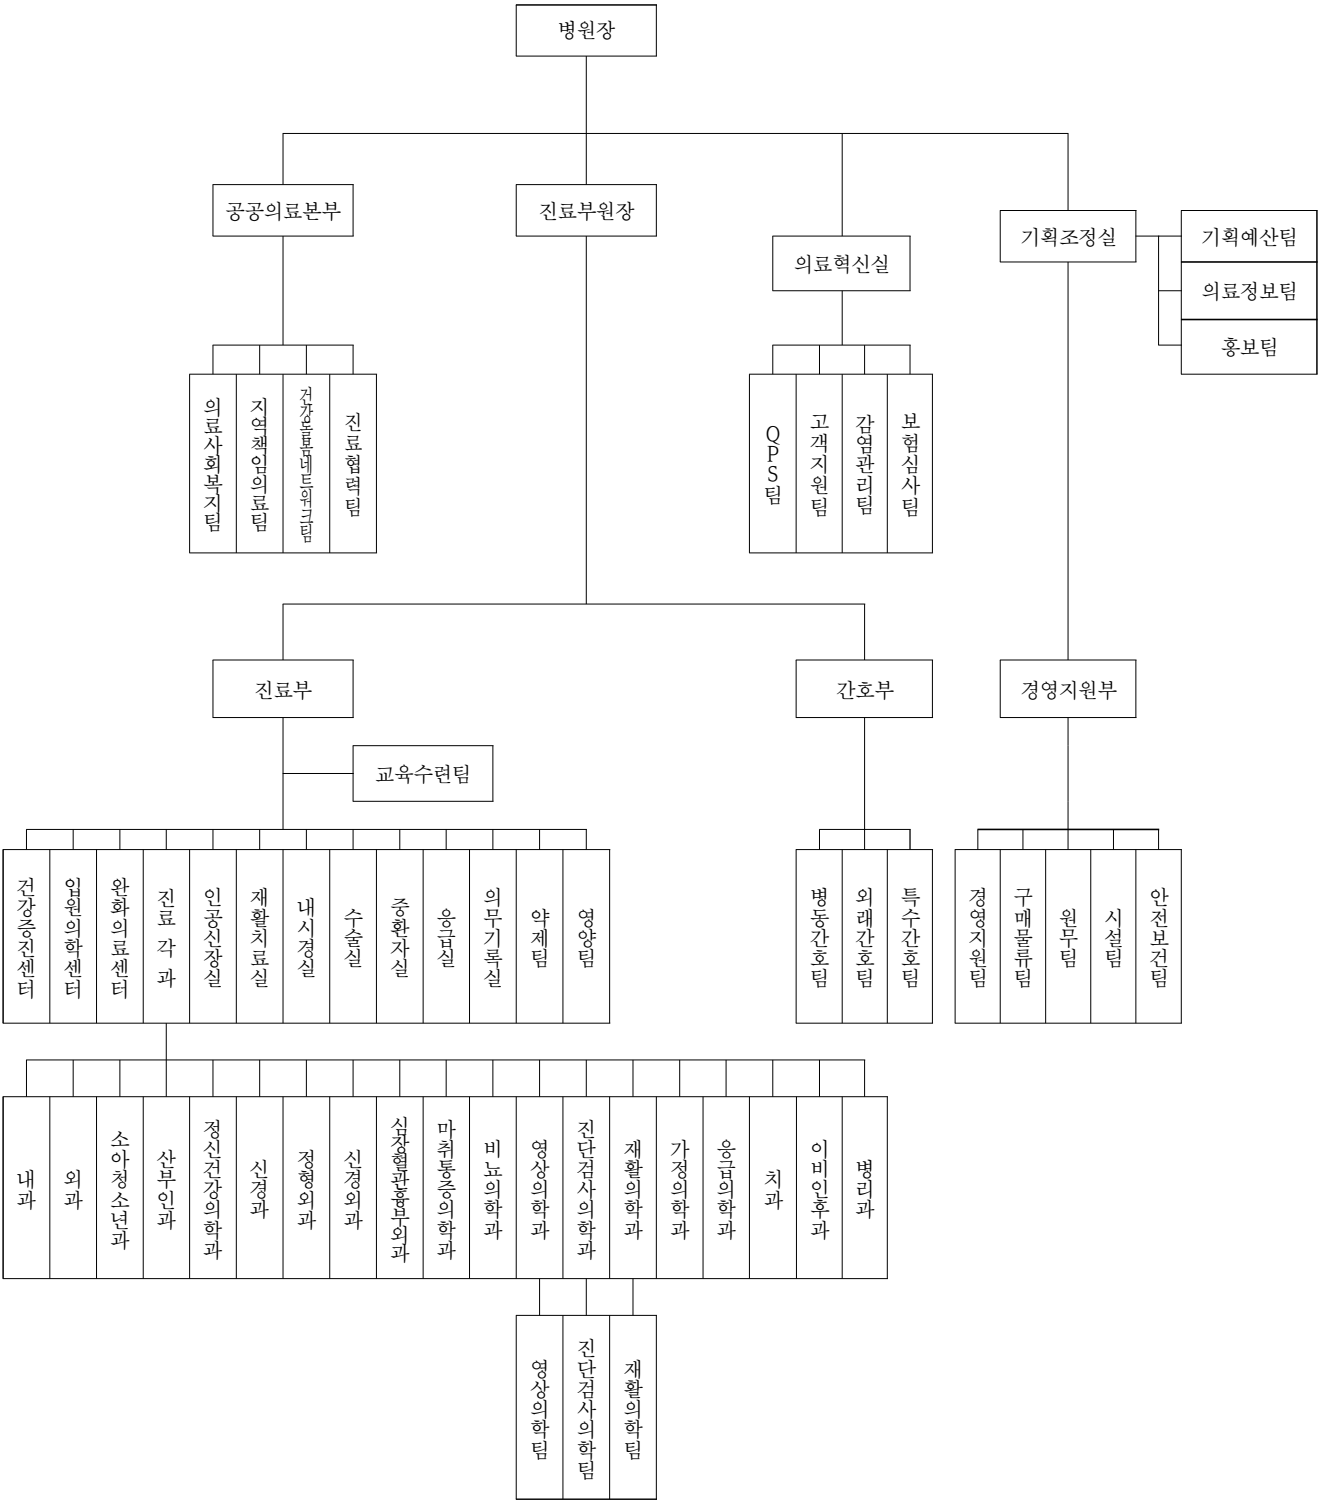 병원장
공공의료본부
진료부원장
의료혁신실
기획조정실
기획예산팀
의료정보팀
홍보팀
의료사회복지팀
지역책임의료팀
건강돌봄네트워크팀
진료협력팀
QPS팀
고객지원팀
감염관리팀
보험심사팀
진료부
간호부
경영지원부
교육수련팀
건강증진센터
입원의학센터
완화의료센터
진료 각 과
인공신장실
재활치료실
내시경실
수술실
중환자실
응급실
의무기록실
약제팀
영양팀
병동간호팀
외래간호팀
특수간호팀
경영지원팀
구매물류팀
원무팀
시설팀
안전보건팀
내과
외과
소아청소년과
산부인과
정신건강의학과
신경과
정형외과
신경외과
심장혈관흉부외과
마취통증의학과
비뇨의학과
영상의학과
진단검사의학과
재활의학과
가정의학과
응급의학과
치과
이비인후과
병리과
영상의학팀
진단검사의학팀
재활의학팀